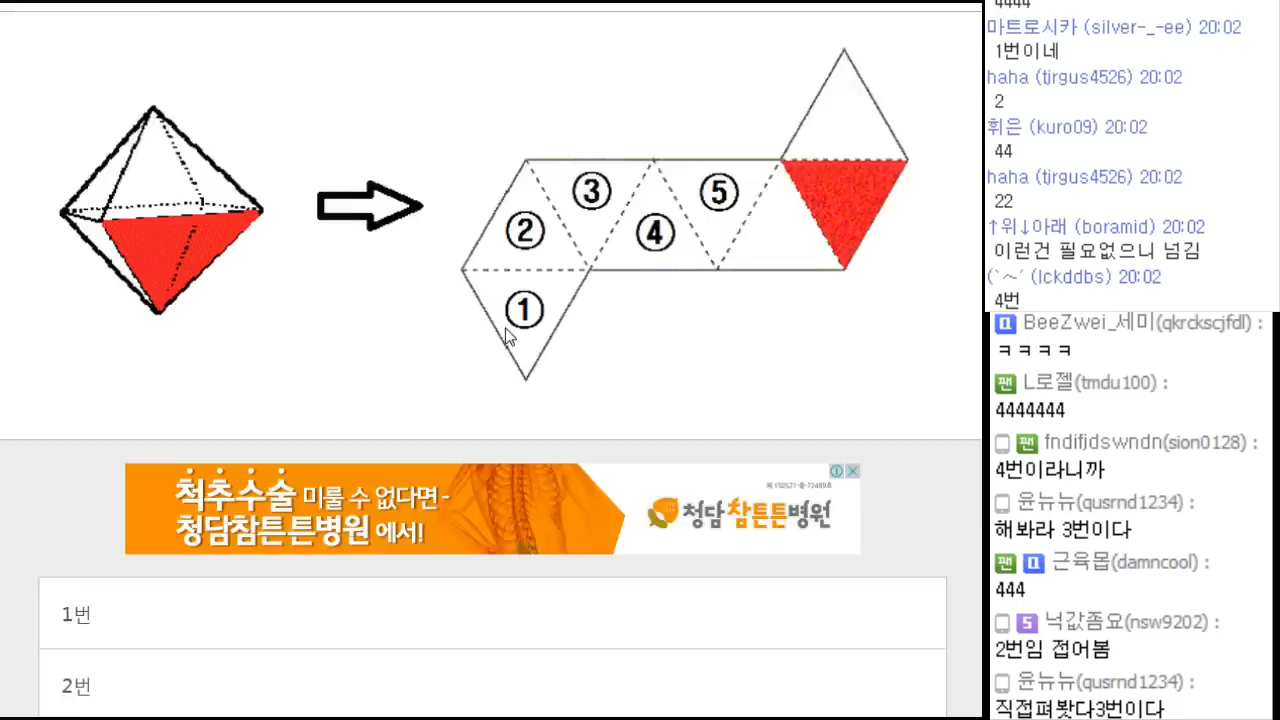 ③
⑤
②
④
①
척추수술 미룰 수 없다면-
청담참튼튼병원 에서!
청담참튼튼병원
1번
2번
4444
마트로시카 (silver-_-ee) 20:02
1번이네
haha (tjrgus4526) 20:02
2
휘은 (kuro09) 20:02
44
haha (tjrgus4526) 20:02
22
↑위↓아래 (boramid) 20:02
이런건 필요없으니 넘김
(`～´ (lckddbs) 20:02
4번
BeeZwei_세미(qkrckscjfdl) :
ㅋㅋㅋㅋ
팬 L로젤(tmdu100) :
4444444
팬 fndifjdswndn(sion0128) :
4번이라니까
윤뉴뉴(qusrnd1234) :
해봐라 3번이다
팬 근육몹(damncool) :
444
S 닉값좀요(nsw9202) :
2번임 접어봄
윤뉴뉴(qusrnd1234) :
직접펴봣다3번이다